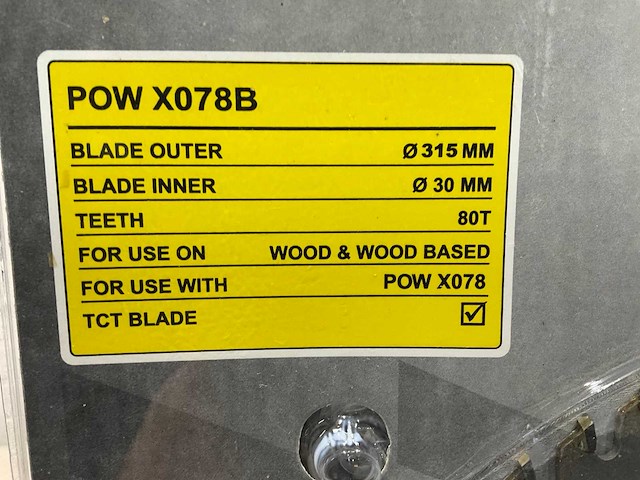 POW X078B
BLADE OUTER Ø 315 MM
BLADE INNER Ø 30 MM
TEETH 80T
FOR USE ON WOOD & WOOD BASED
FOR USE WITH POW X078
TCT BLADE ☑